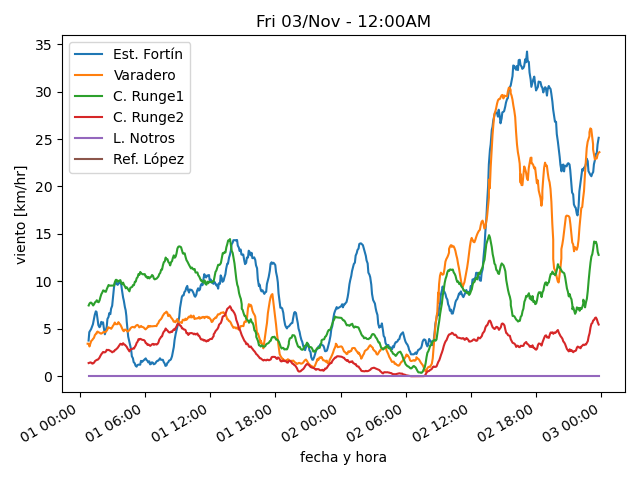 Fri 03/Nov - 12:00AM
Est. Fortín
Varadero
C. Runge1
C. Runge2
L. Notros
Ref. López
viento [km/hr]
35
30
25
20
15
10
5
0
01 00:00
01 06:00
01 12:00
01 18:00
02 00:00
02 06:00
02 12:00
02 18:00
03 00:00
fecha y hora